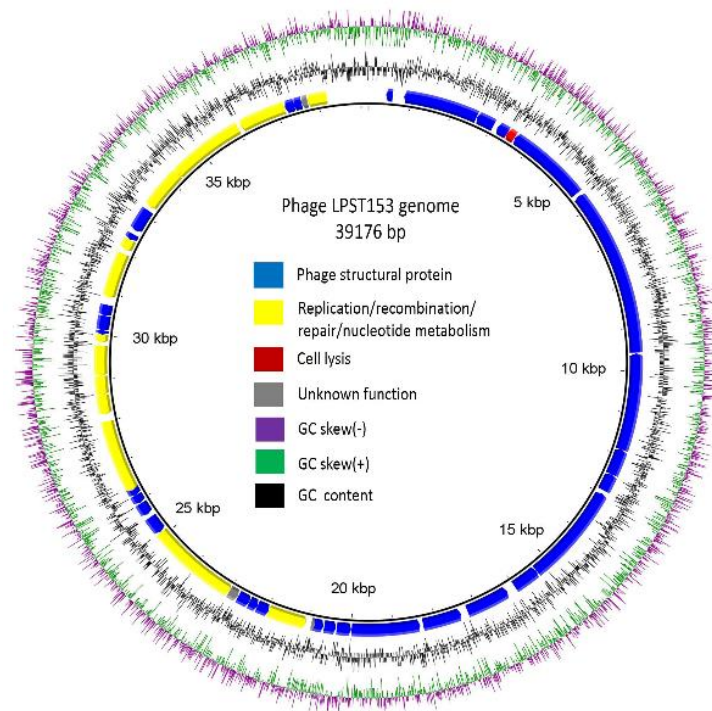 35 kbp
5 kbp
Phage LPST153 genome
39176 bp
Phage structural protein
Replication/recombination/
repair/nucleotide metabolism
30 kbp
Cell lysis
10 kbp
Unknown function
GC skew(-)
GC skew(+)
GC content
25 kbp
15 kbp
20 kbp